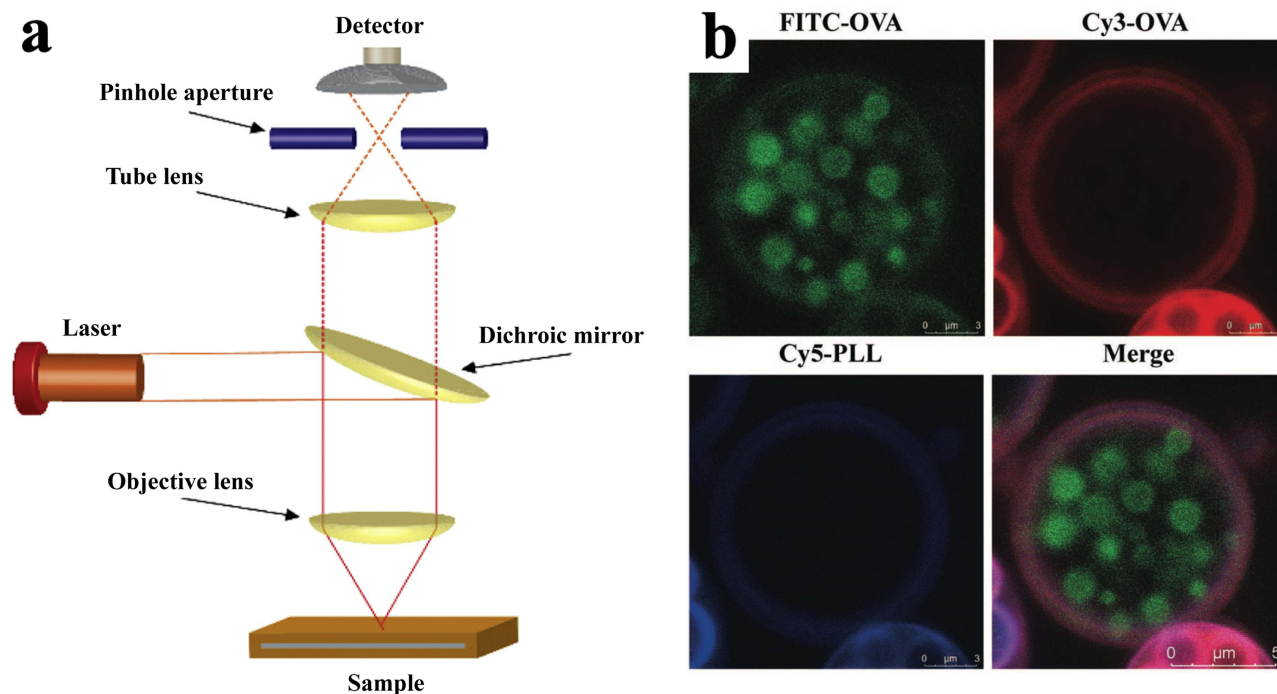 a
Detector
Pinhole aperture
Tube lens
Laser
Dichroic mirror
Objective lens
Sample
b
FITC-OVA
Cy3-OVA
0 μm 3
0 μm 3
Cy5-PLL
Merge
0 μm 3
0 μm 5